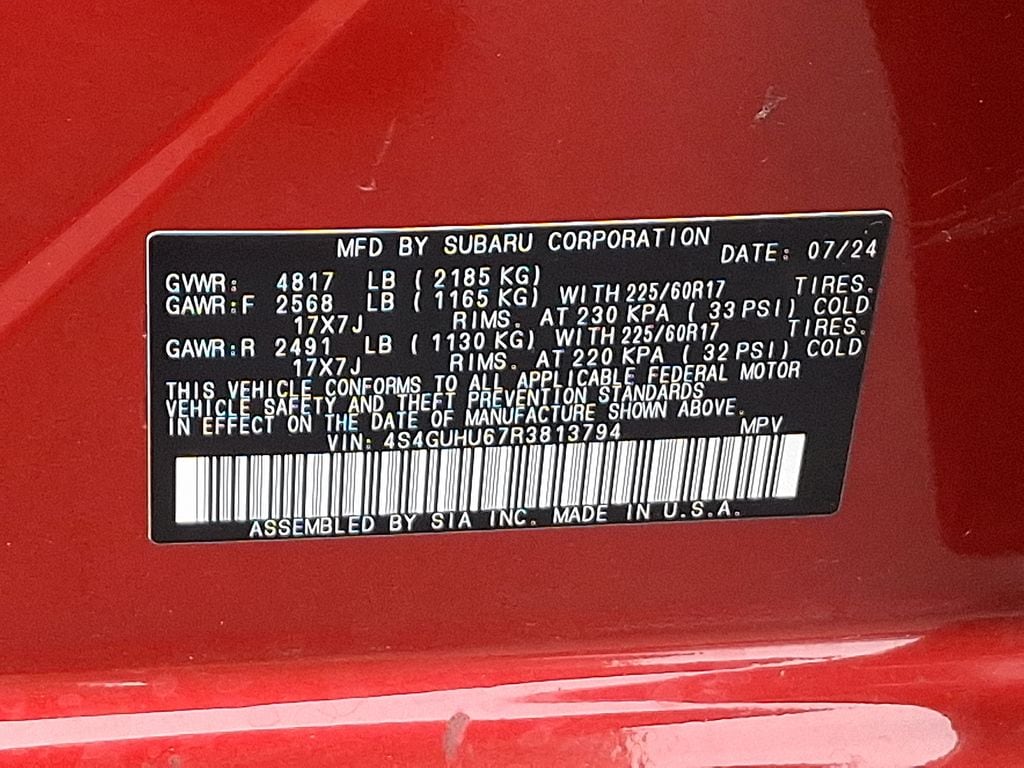 MFD BY SUBARU CORPORATION DATE: 07/24
GVWR: 4817 LB ( 2185 KG)
GAWR:F 2568 LB ( 1165 KG) WITH 225/60R17 TIRES.
17X7J RIMS. AT 230 KPA ( 33 PSI) COLD
GAWR:R 2491 LB ( 1130 KG) WITH 225/60R17 TIRES.
17X7J RIMS. AT 220 KPA ( 32 PSI) COLD
THIS VEHICLE CONFORMS TO ALL APPLICABLE FEDERAL MOTOR
VEHICLE SAFETY AND THEFT PREVENTION STANDARDS
IN EFFECT ON THE DATE OF MANUFACTURE SHOWN ABOVE.
VIN: 4S4GUHU67R3813794 MPV
ASSEMBLED BY SIA INC. MADE IN U.S.A.